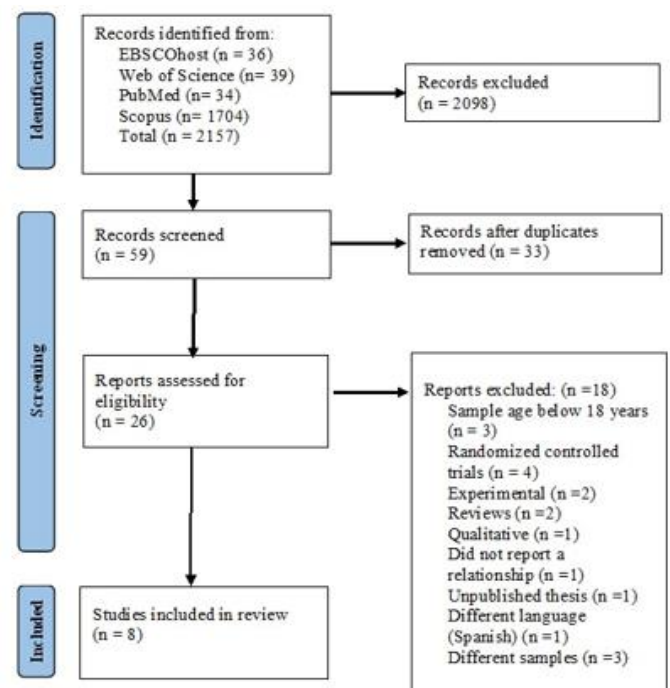 Identification
Records identified from:
EBSCOhost (n = 36)
Web of Science (n= 39)
PubMed (n= 34)
Scopus (n= 1704)
Total (n = 2157)
Records excluded
(n = 2098)
Screening
Records screened
(n = 59)
Records after duplicates
removed (n = 33)
Reports assessed for
eligibility
(n = 26)
Reports excluded: (n =18)
Sample age below 18 years
(n = 3)
Randomized controlled
trials (n = 4)
Experimental (n =2)
Reviews (n =2)
Qualitative (n =1)
Did not report a
relationship (n =1)
Unpublished thesis (n =1)
Different language
(Spanish) (n =1)
Different samples (n =3)
Included
Studies included in review
(n = 8)